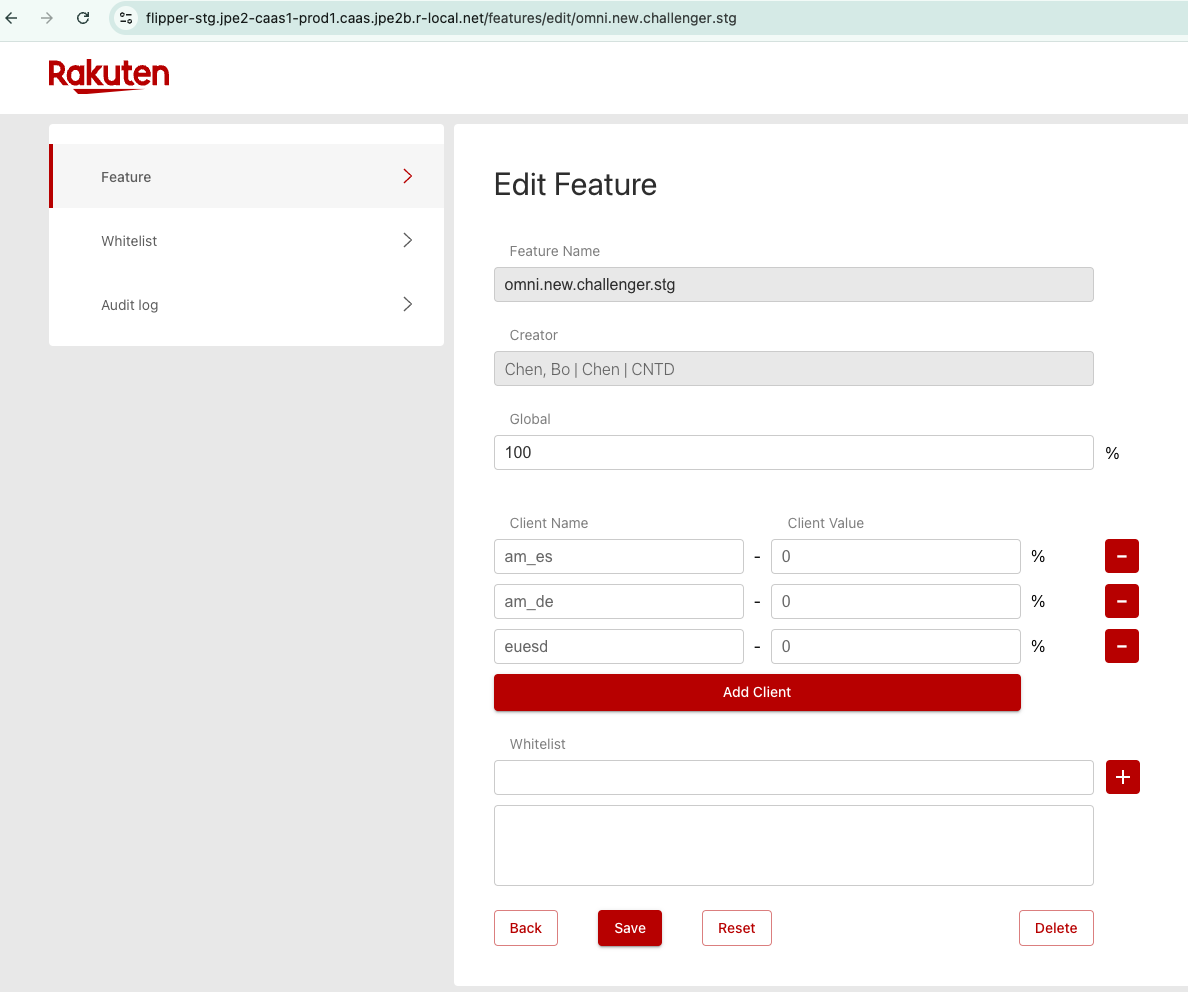 flipper-stg.jpe2-caas1-prod1.caas.jpe2b.r-local.net/features/edit/omni.new.challenger.stg
Rakuten
Feature
Whitelist
Audit log
Edit Feature
Feature Name
omni.new.challenger.stg
Creator
Chen, Bo | Chen | CNTD
Global
100 %
Client Name Client Value
am_es - 0 % −
am_de - 0 % −
euesd - 0 % −
Add Client
Whitelist
+
Back Save Reset Delete